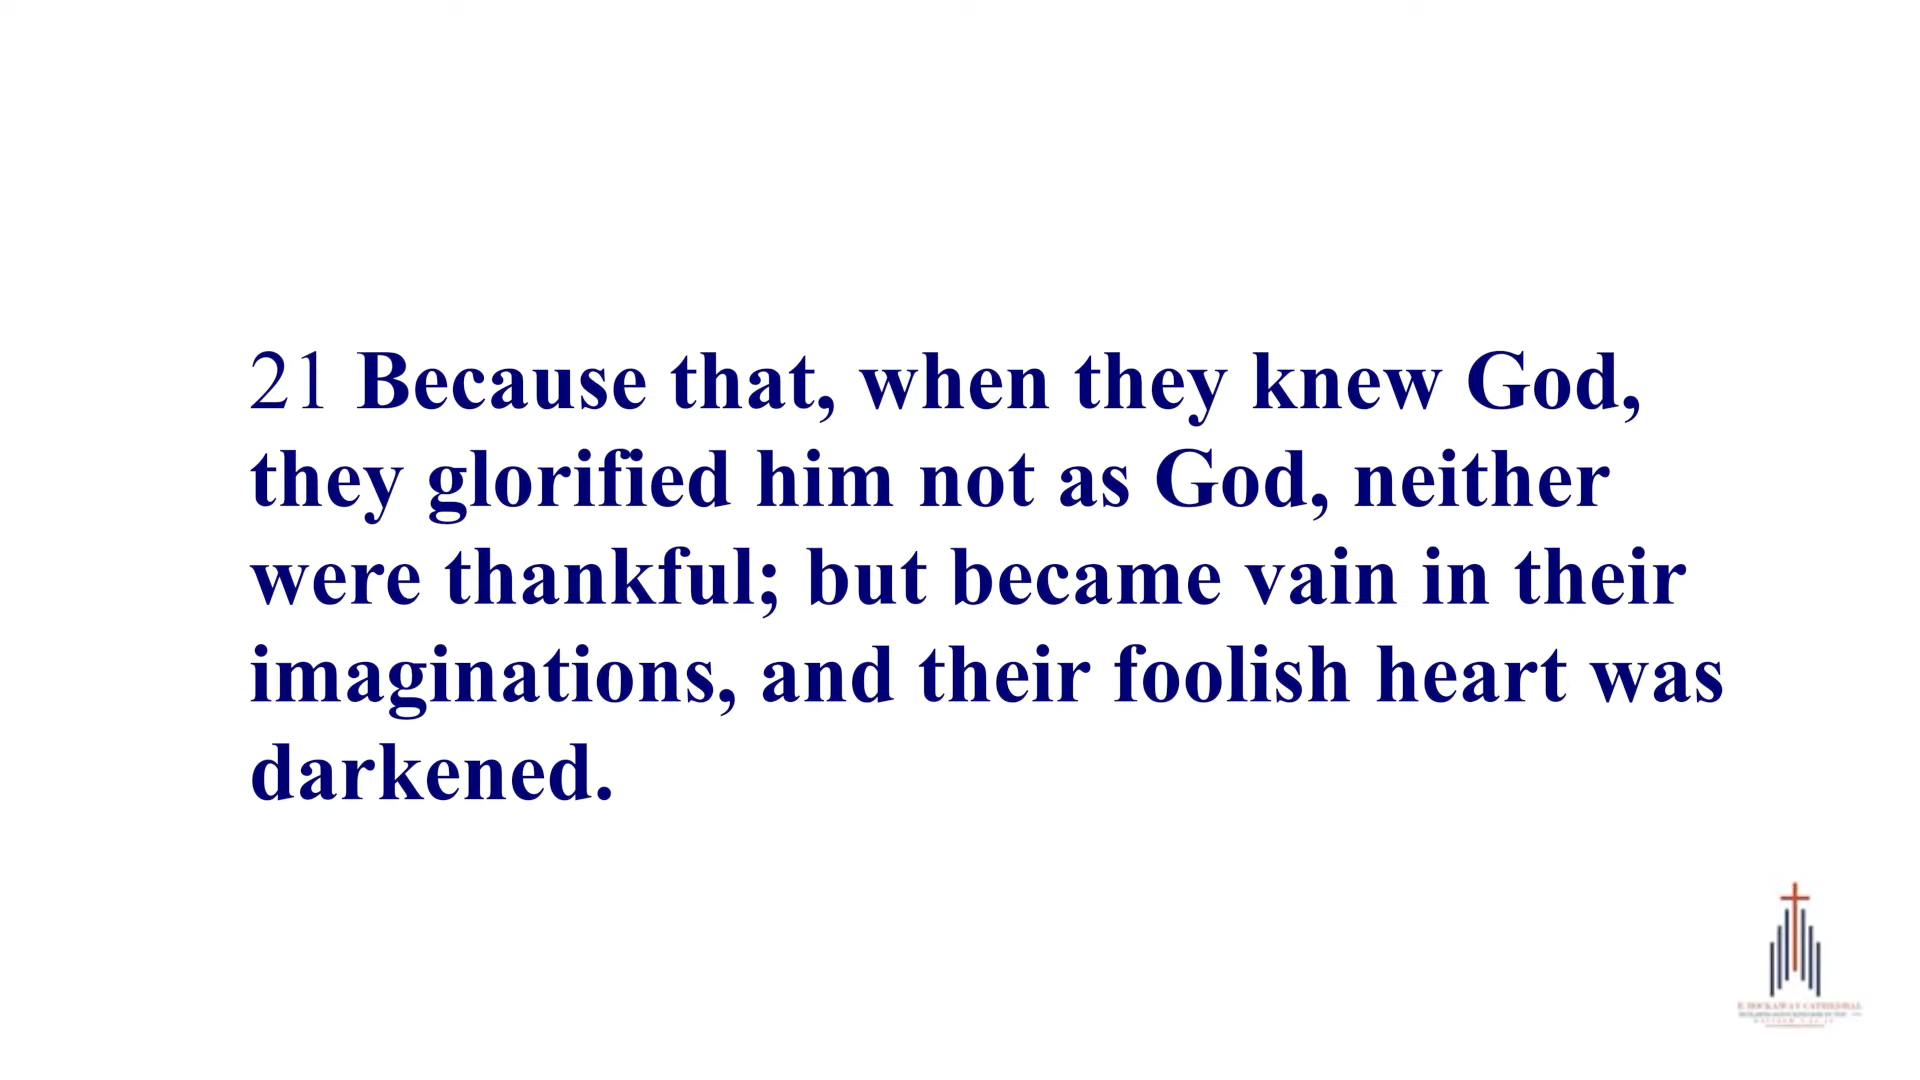 21 Because that, when they knew God,
they glorified him not as God, neither
were thankful; but became vain in their
imaginations, and their foolish heart was
darkened.
CATHEDRAL